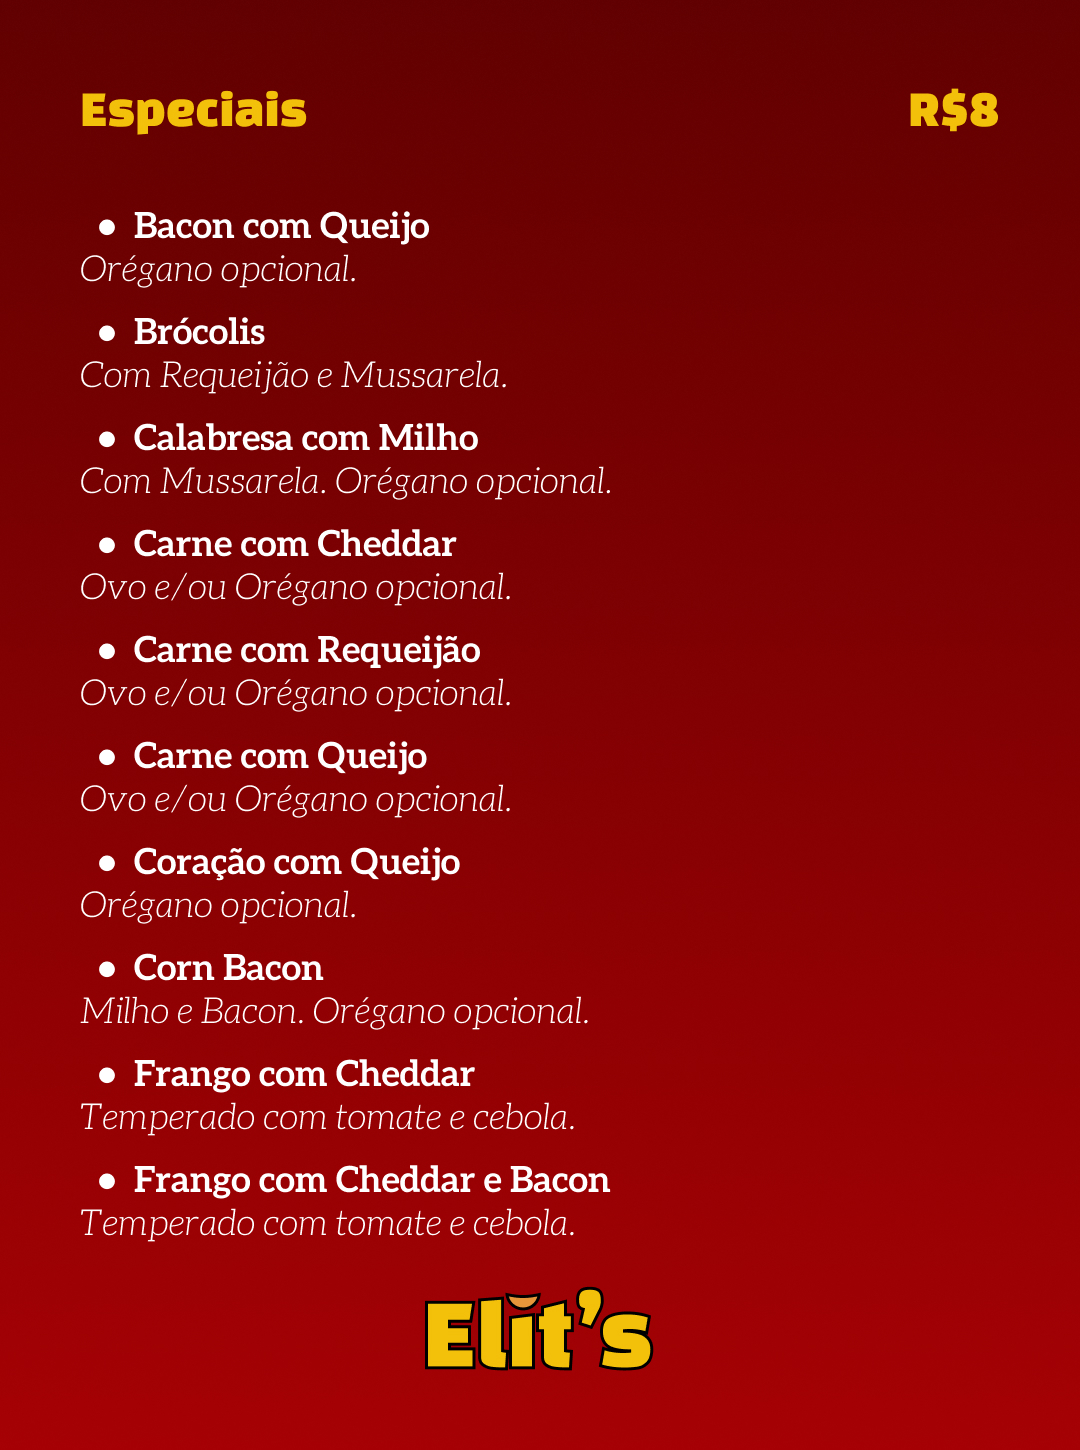 Especiais R$8
● Bacon com Queijo
Orégano opcional.
● Brócolis
Com Requeijão e Mussarela.
● Calabresa com Milho
Com Mussarela. Orégano opcional.
● Carne com Cheddar
Ovo e/ou Orégano opcional.
● Carne com Requeijão
Ovo e/ou Orégano opcional.
● Carne com Queijo
Ovo e/ou Orégano opcional.
● Coração com Queijo
Orégano opcional.
● Corn Bacon
Milho e Bacon. Orégano opcional.
● Frango com Cheddar
Temperado com tomate e cebola.
● Frango com Cheddar e Bacon
Temperado com tomate e cebola.
Elit's